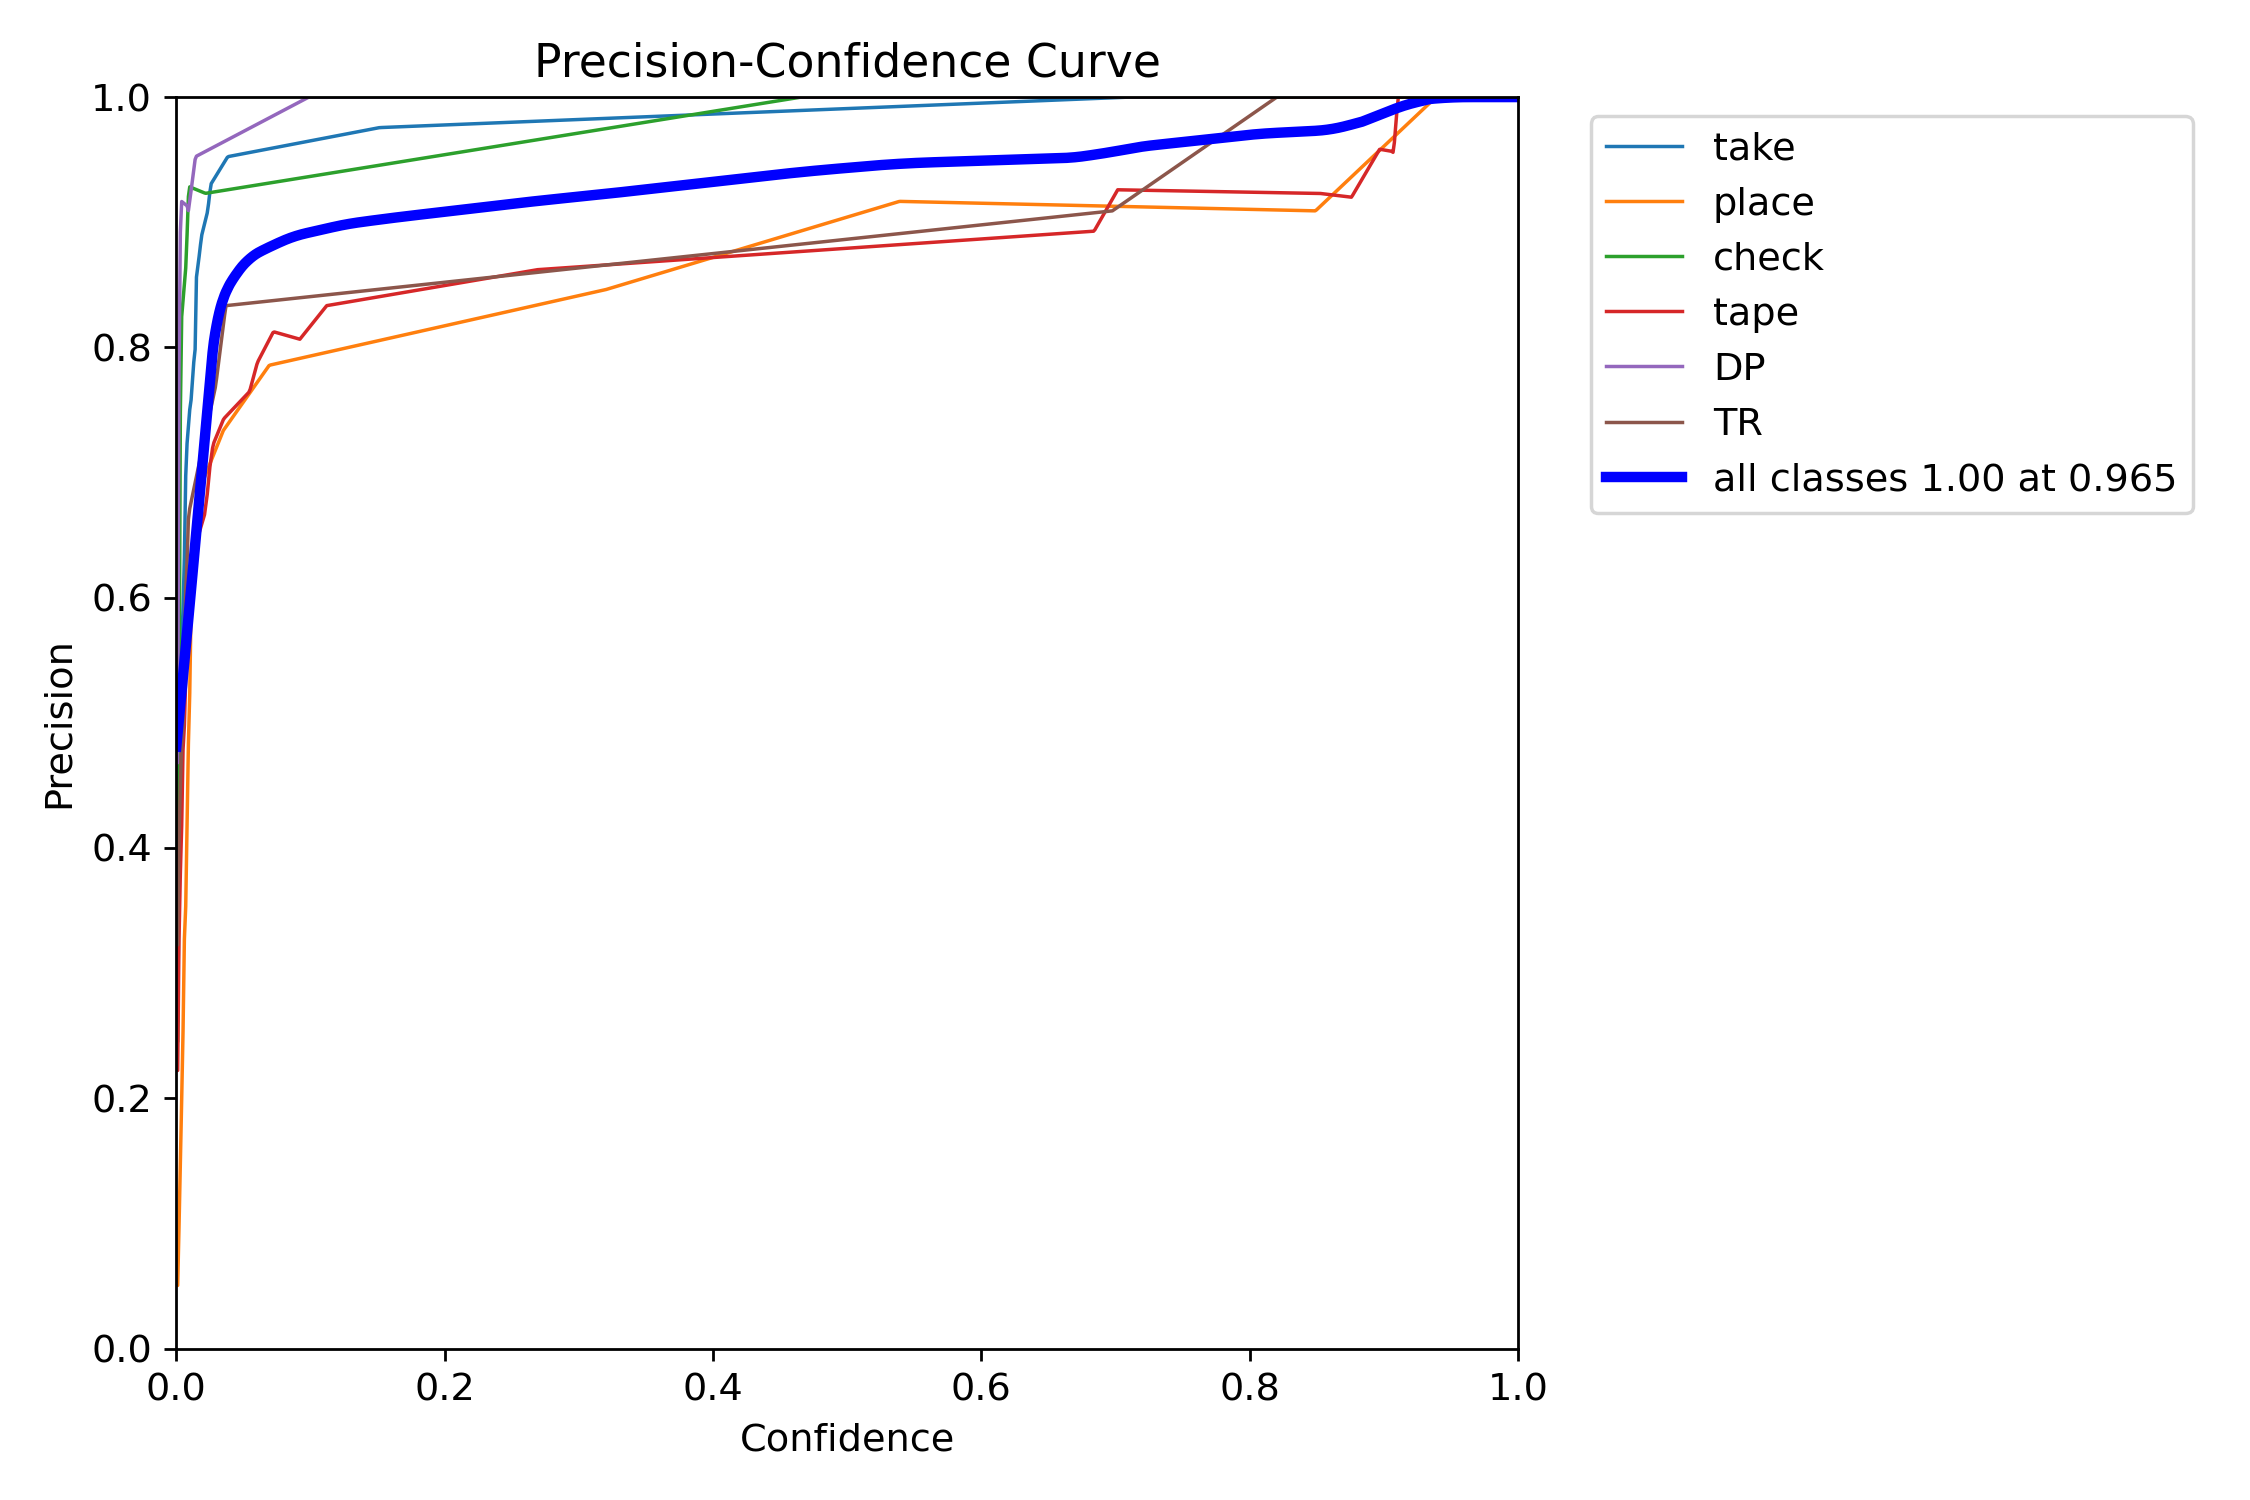 Precision-Confidence Curve
1.0
0.8
0.6
0.4
0.2
0.0
Precision
0.0 0.2 0.4 0.6 0.8 1.0
Confidence
take
place
check
tape
DP
TR
all classes 1.00 at 0.965